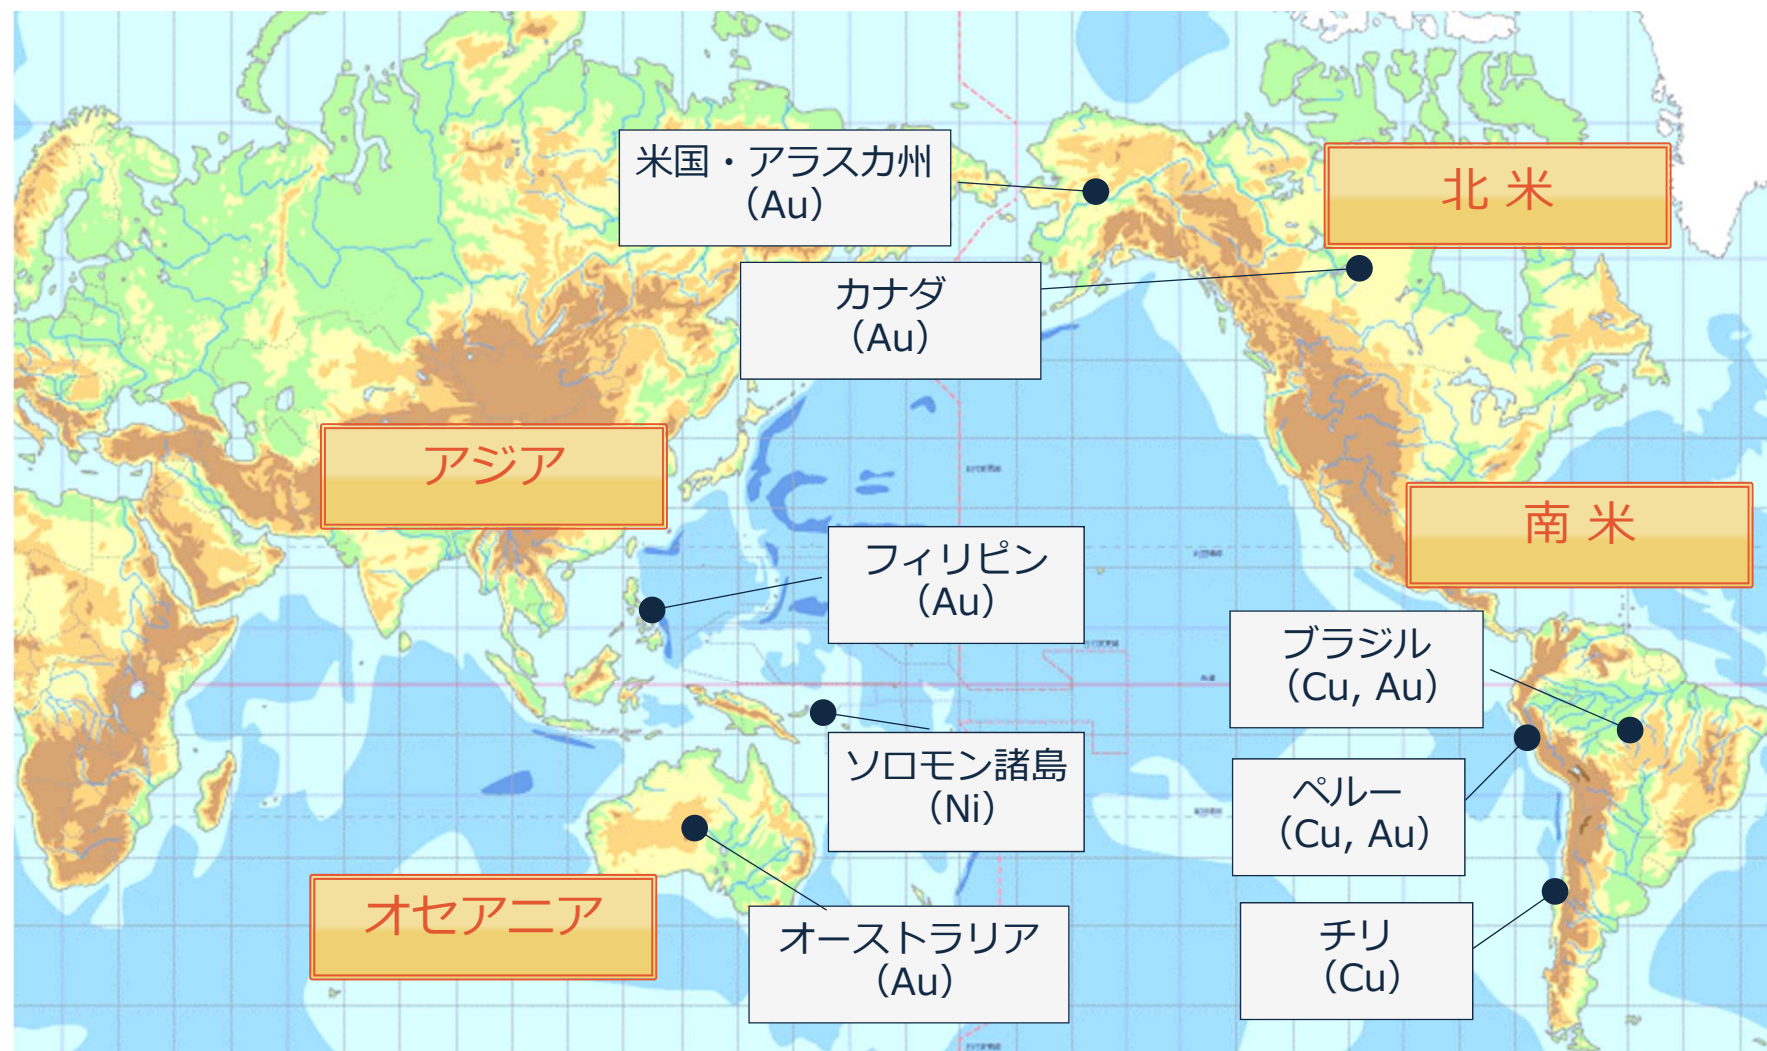 米国・アラスカ州
（Au）
北 米
カナダ
（Au）
アジア
南 米
フィリピン
（Au）
ブラジル
（Cu, Au）
ソロモン諸島
（Ni）
ペルー
（Cu, Au）
オセアニア
オーストラリア
（Au）
チリ
（Cu）